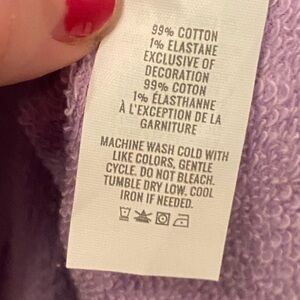 99% COTTON
1% ELASTANE
EXCLUSIVE OF
DECORATION
99% COTON
1% ÉLASTHANNE
À L'EXCEPTION DE LA
GARNITURE
MACHINE WASH COLD WITH
LIKE COLORS, GENTLE
CYCLE. DO NOT BLEACH.
TUMBLE DRY LOW. COOL
IRON IF NEEDED.